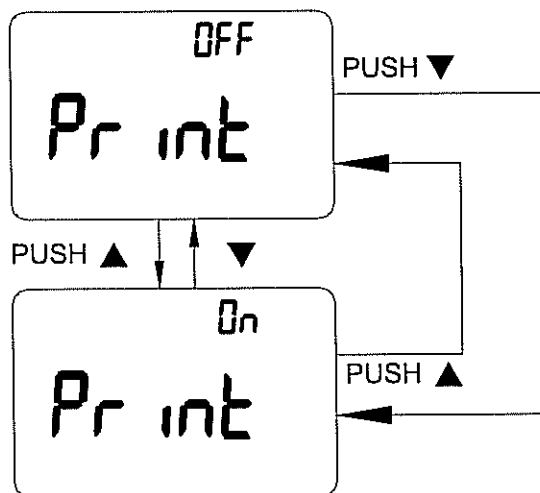 OFF
PUSH ▼
Print
PUSH ▲ ▼
On
Print
PUSH ▲